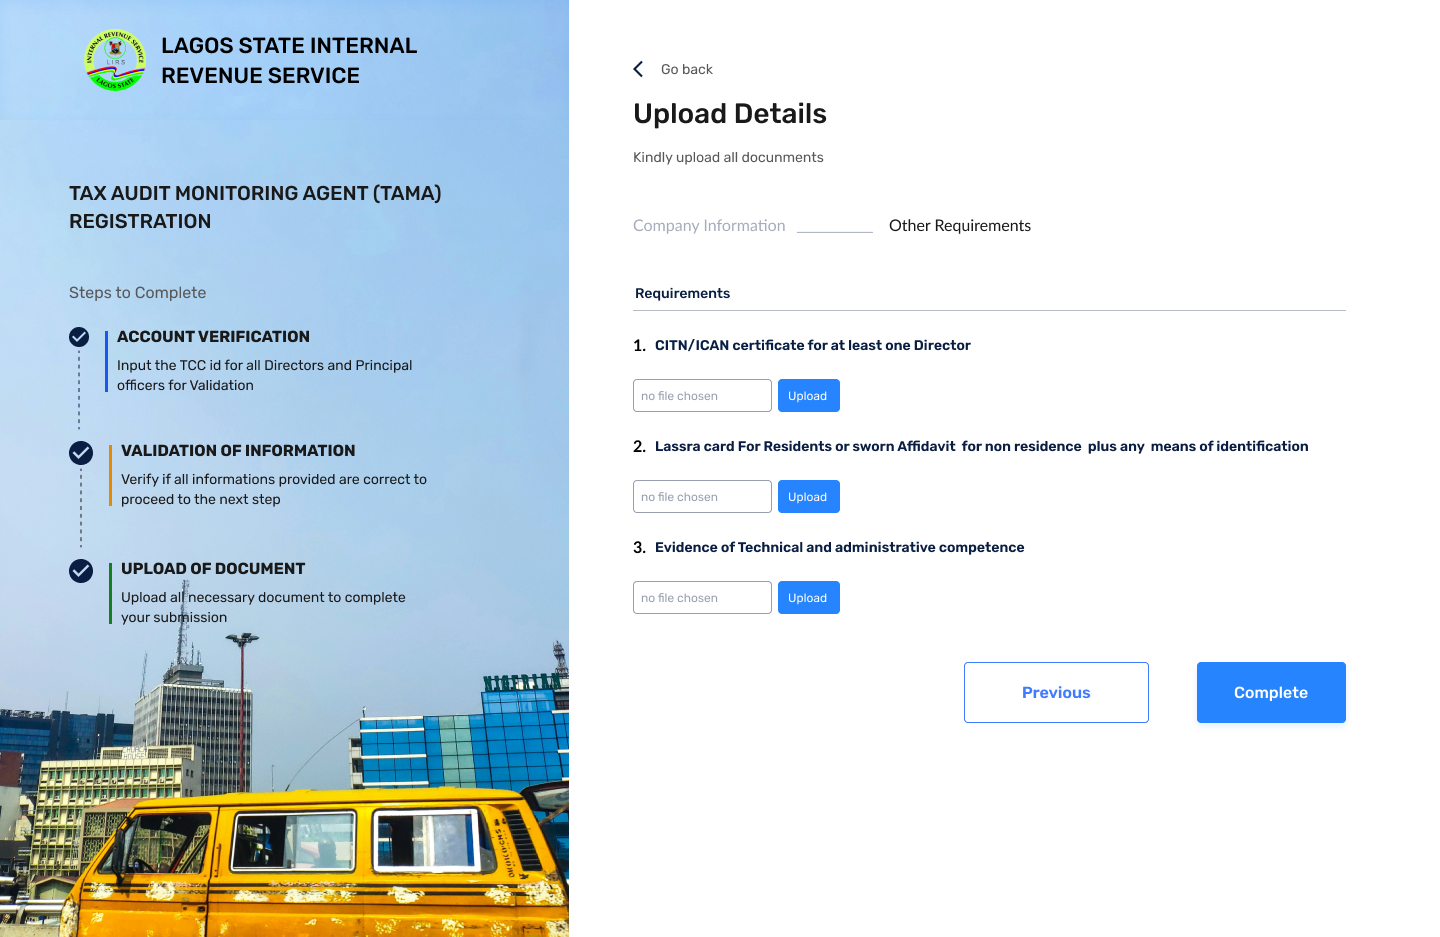 INTERNAL REVENUE SERVICE
LIRS
LAGOS STATE
LAGOS STATE INTERNAL
REVENUE SERVICE
TAX AUDIT MONITORING AGENT (TAMA)
REGISTRATION
Steps to Complete
ACCOUNT VERIFICATION
Input the TCC id for all Directors and Principal
officers for Validation
VALIDATION OF INFORMATION
Verify if all informations provided are correct to
proceed to the next step
UPLOAD OF DOCUMENT
Upload all necessary document to complete
your submission
NIGERIAN
Go back
Upload Details
Kindly upload all docunments
Company Information
Other Requirements
Requirements
1. CITN/ICAN certificate for at least one Director
no file chosen Upload
2. Lassra card For Residents or sworn Affidavit for non residence plus any means of identification
no file chosen Upload
3. Evidence of Technical and administrative competence
no file chosen Upload
Previous Complete